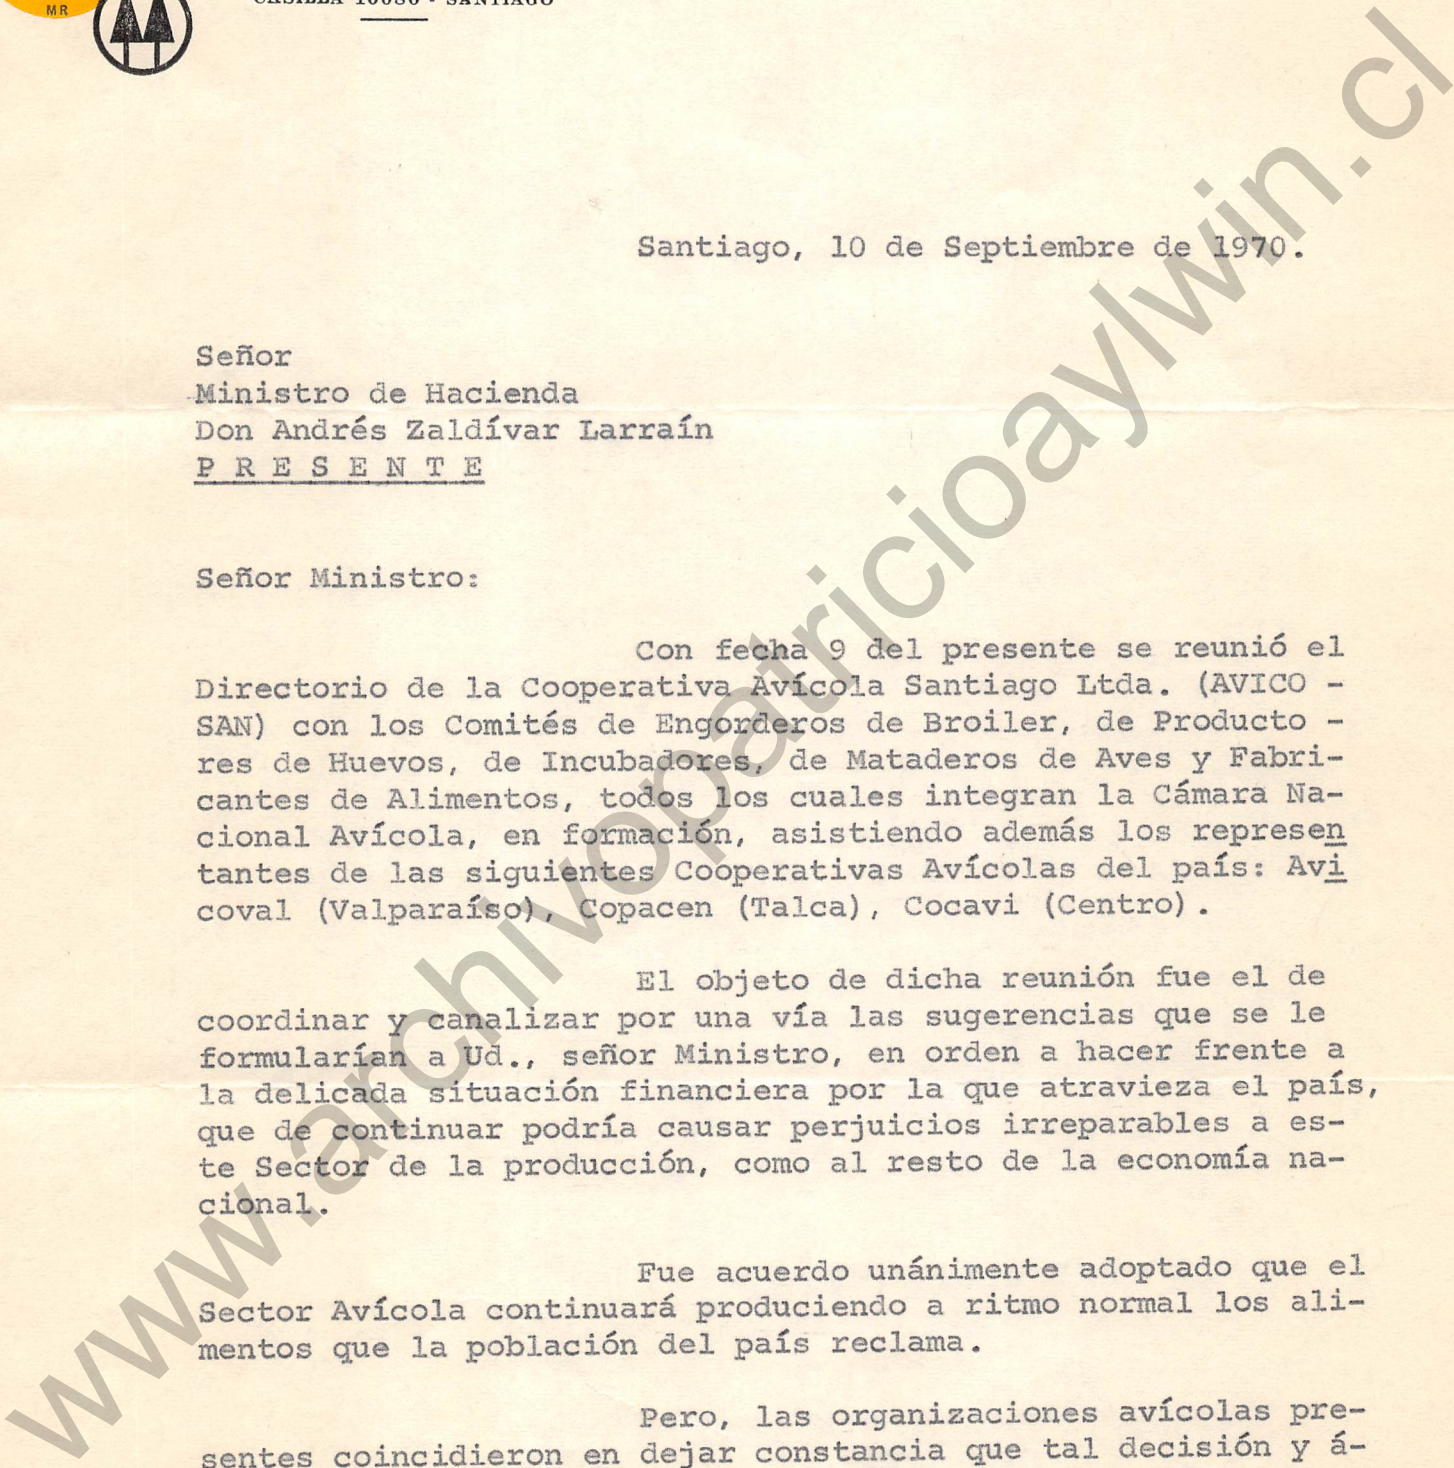 MR
CASILLA 10080 - SANTIAGO
Santiago, 10 de Septiembre de 1970.
Señor
Ministro de Hacienda
Don Andrés Zaldívar Larraín
P R E S E N T E
Señor Ministro:
Con fecha 9 del presente se reunió el
Directorio de la Cooperativa Avícola Santiago Ltda. (AVICO -
SAN) con los Comités de Engorderos de Broiler, de Producto -
res de Huevos, de Incubadores, de Mataderos de Aves y Fabri-
cantes de Alimentos, todos los cuales integran la Cámara Na-
cional Avícola, en formación, asistiendo además los represen
tantes de las siguientes Cooperativas Avícolas del país: Avi
coval (Valparaíso), Copacen (Talca), Cocavi (Centro).
El objeto de dicha reunión fue el de
coordinar y canalizar por una vía las sugerencias que se le
formularían a Ud., señor Ministro, en orden a hacer frente a
la delicada situación financiera por la que atravieza el país,
que de continuar podría causar perjuicios irreparables a es-
te Sector de la producción, como al resto de la economía na-
cional.
Fue acuerdo unánimente adoptado que el
Sector Avícola continuará produciendo a ritmo normal los ali-
mentos que la población del país reclama.
Pero, las organizaciones avícolas pre-
sentes coincidieron en dejar constancia que tal decisión y á-
www.archivopatricioaylwin.cl